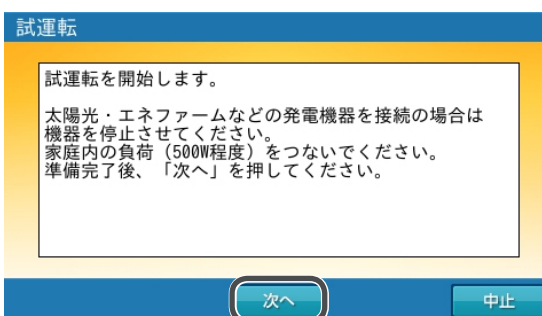 試運転
試運転を開始します。
太陽光・エネファームなどの発電機器を接続の場合は
機器を停止させてください。
家庭内の負荷（500W程度）をつないでください。
準備完了後、「次へ」を押してください。
次へ
中止